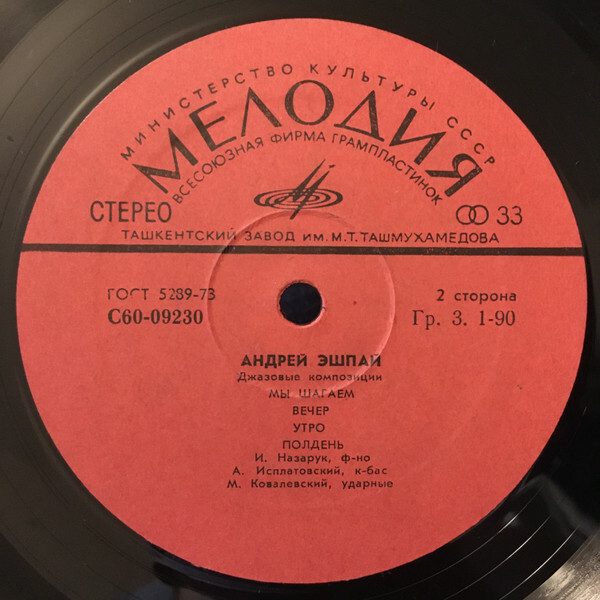 МИНИСТЕРСТВО КУЛЬТУРЫ СССР
МЕЛОДИЯ
ВСЕСОЮЗНАЯ ФИРМА ГРАМПЛАСТИНОК
СТЕРЕО 33
ТАШКЕНТСКИЙ ЗАВОД ИМ. М.Т. ТАШМУХАМЕДОВА
ГОСТ 5289-73 2 сторона
С60-09230 Гр. 3. 1-90
АНДРЕЙ ЭШПАЙ
Джазовые композиции
МЫ ШАГАЕМ
ВЕЧЕР
УТРО
ПОЛДЕНЬ
И. Назарук, ф-но
А. Исплатовский, к-бас
М. Ковалевский, ударные